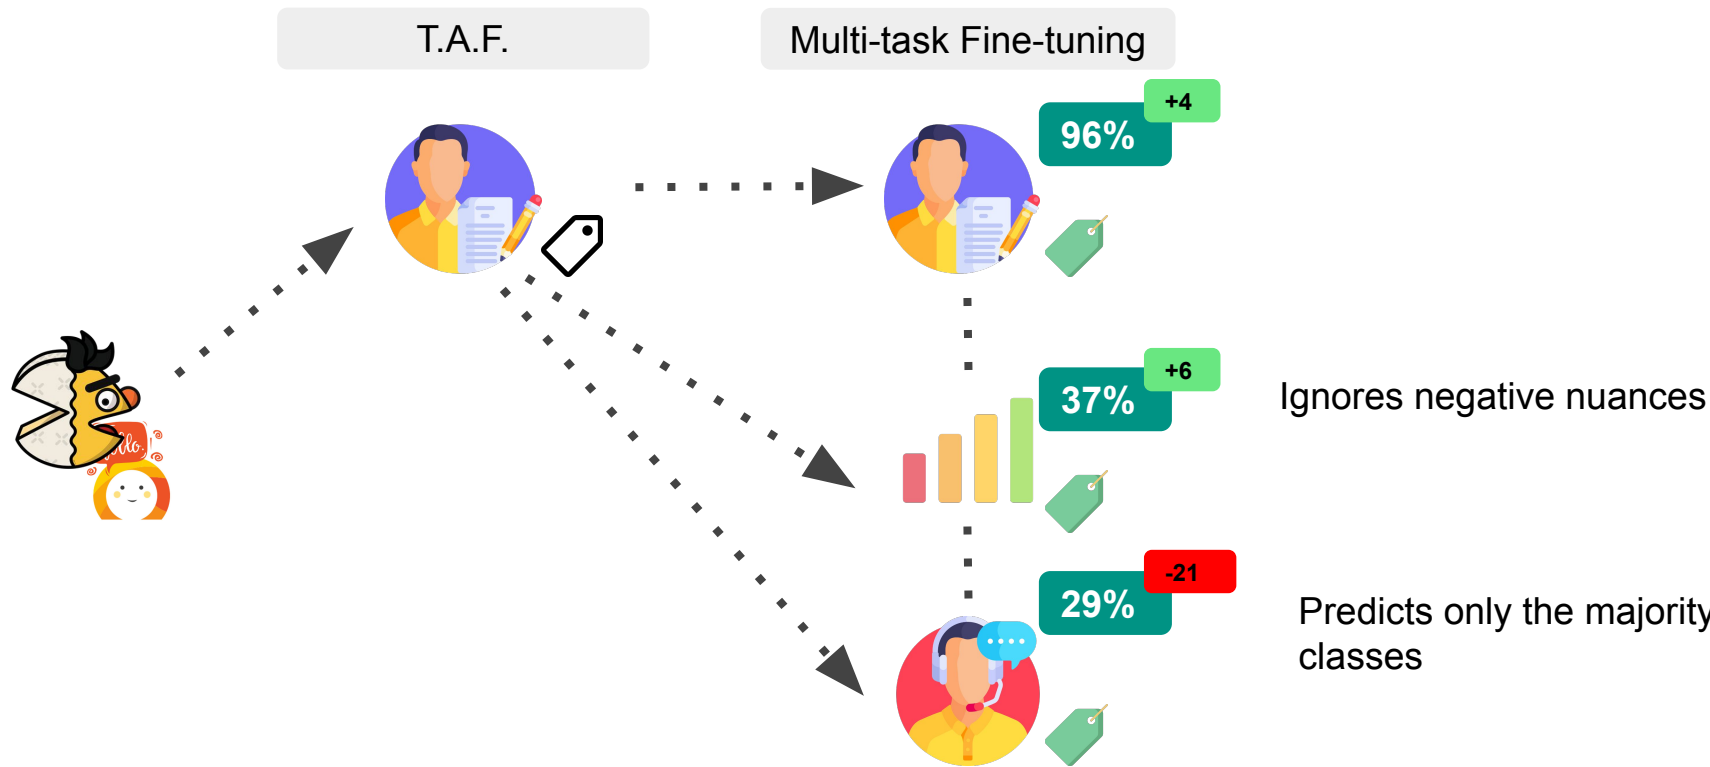 T.A.F.
Multi-task Fine-tuning
+4
96%
+6
37%
Ignores negative nuances
-21
29%
Predicts only the majority
classes